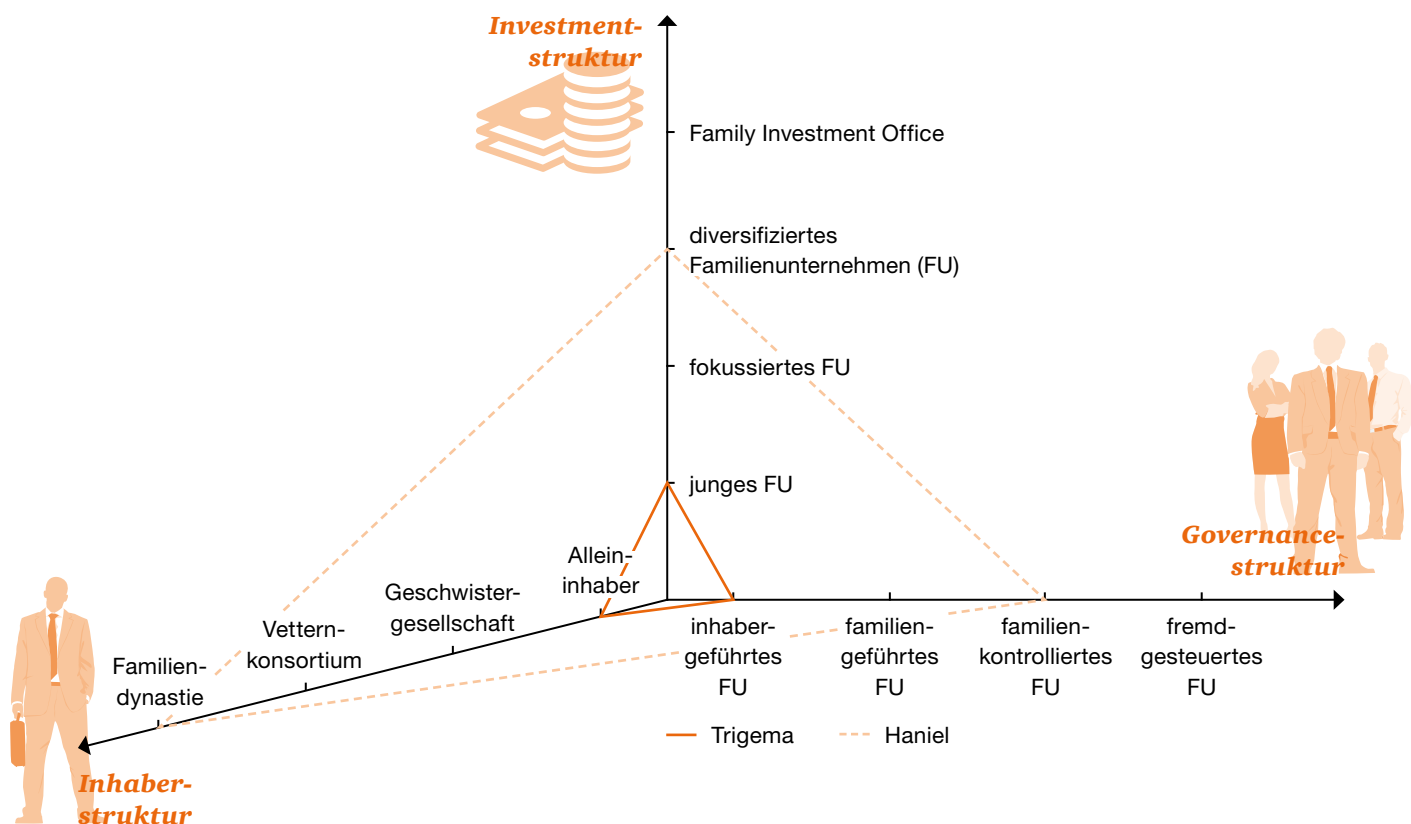 Investment-
struktur
Family Investment Office
diversifiziertes
Familienunternehmen (FU)
fokussiertes FU
junges FU
Governance-
struktur
Allein-
inhaber
Geschwister-
gesellschaft
Vettern-
konsortium
Familien-
dynastie
inhaber-
geführtes
FU
familien-
geführtes
FU
familien-
kontrolliertes
FU
fremd-
gesteuertes
FU
Trigema
Haniel
Inhaber-
struktur